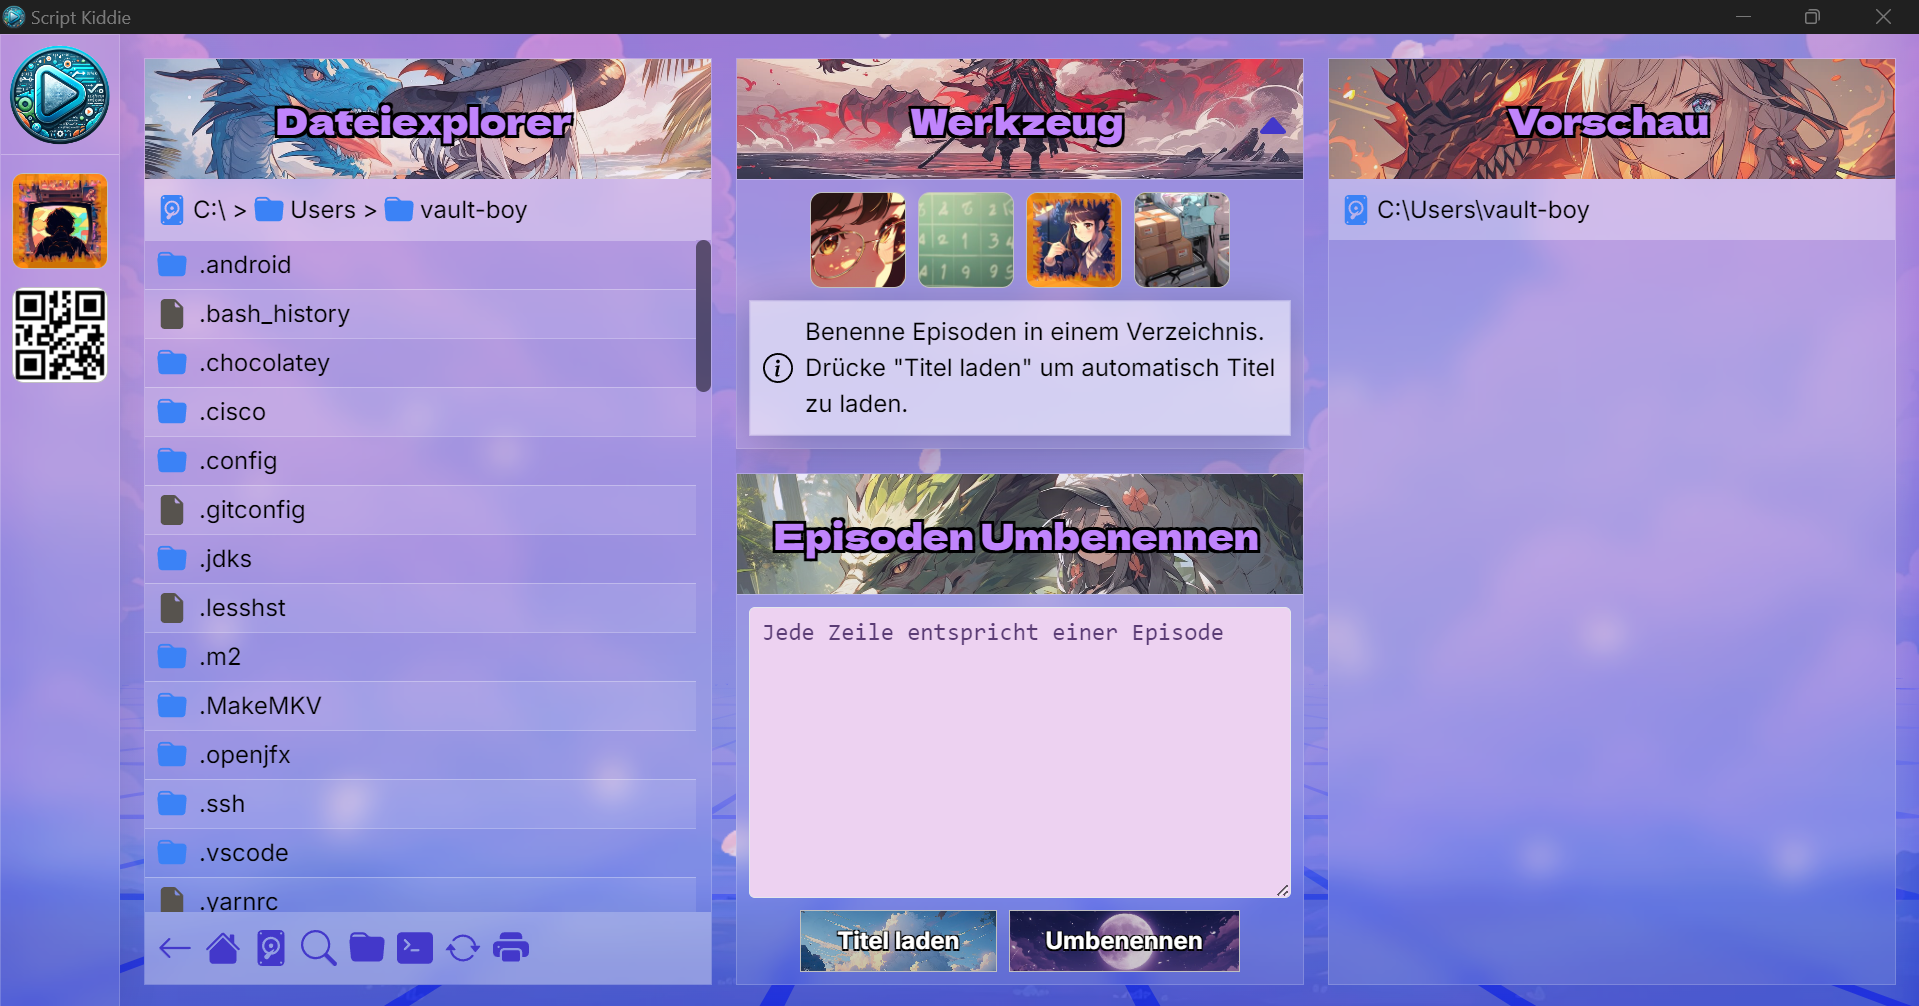 Script Kiddie
Dateiexplorer
C:\ > Users > vault-boy
.android
.bash_history
.chocolatey
.cisco
.config
.gitconfig
.jdks
.lesshst
.m2
.MakeMKV
.openjfx
.ssh
.vscode
.yarnrc
Werkzeug
Benenne Episoden in einem Verzeichnis.
Drücke "Titel laden" um automatisch Titel
zu laden.
Episoden Umbenennen
Jede Zeile entspricht einer Episode
Titel laden
Umbenennen
Vorschau
C:\Users\vault-boy